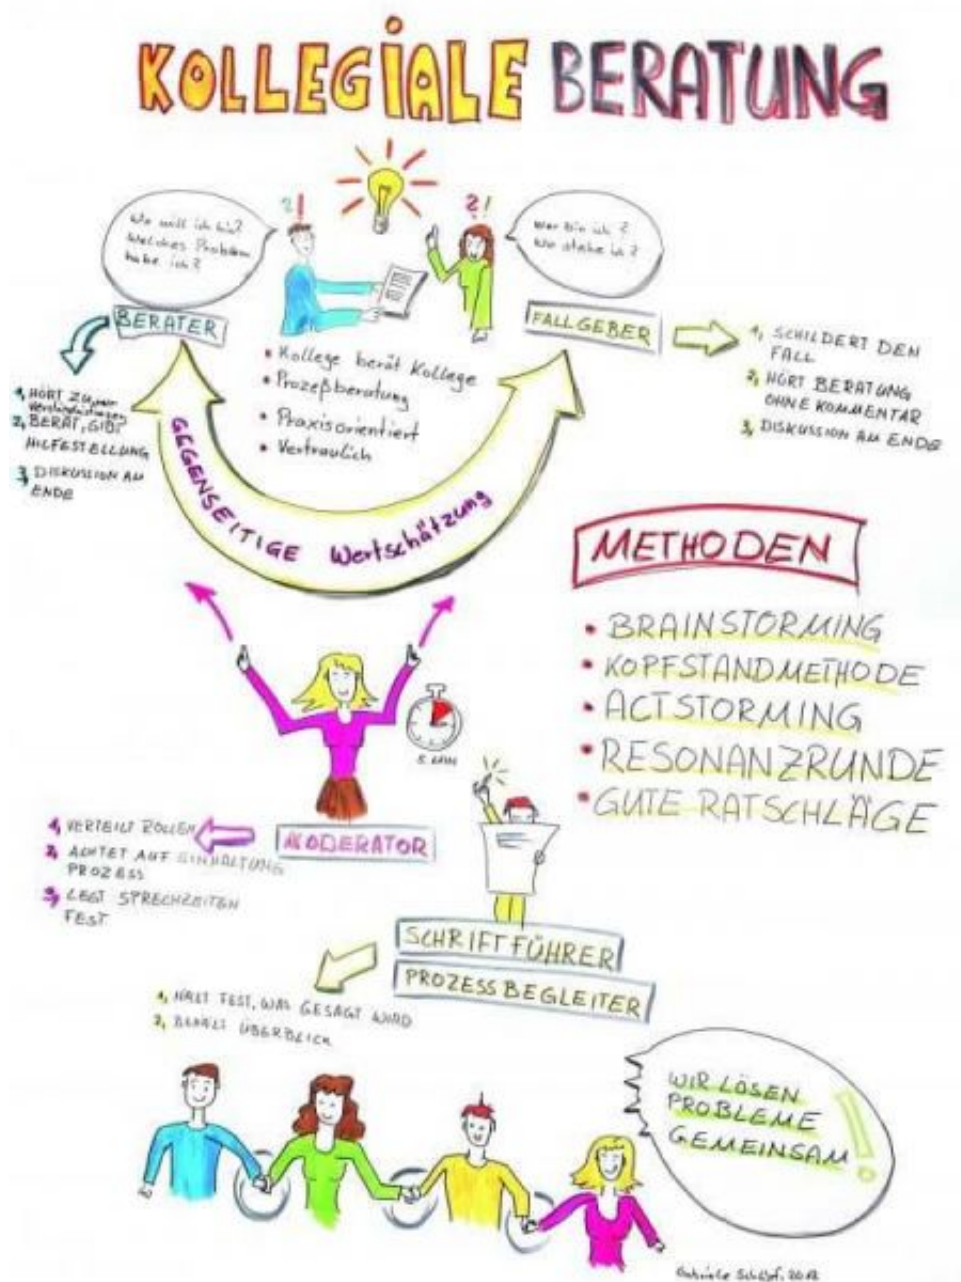 KOLLEGIALE BERATUNG
Wo will ich hin?
Welches Problem
habe ich?
2!
2!
Wer bin ich?
Wo stehe ich?
BERATER
FALLGEBER
1, SCHILDERT DEN
FALL
2, HÖRT BERATUNG
OHNE KOMMENTAR
3, DISKUSSION AM ENDE
• Kollege berät Kollege
• Prozeßberatung
• Praxisorientiert
• Vertraulich
1, HÖRT ZU,
2, BERÄT, GIBT
HILFESTELLUNG
3, DISKUSSION AM
ENDE
GEGENSEITIGE Wertschätzung
METHODEN
• BRAINSTORMING
• KOPFSTANDMETHODE
• ACTSTORMING
• RESONANZRUNDE
• GUTE RATSCHLÄGE
5 MIN
MODERATOR
1, VERTEILT ROLLEN
2, ACHTET AUF EINHALTUNG
PROZESS
3, LEGT SPRECHZEITEN
FEST
SCHRIFTFÜHRER
PROZESSBEGLEITER
1, HÄLT FEST, WAS GESAGT WIRD
2, BEHÄLT ÜBERBLICK
WIR LÖSEN
PROBLEME
GEMEINSAM!
Gabriele